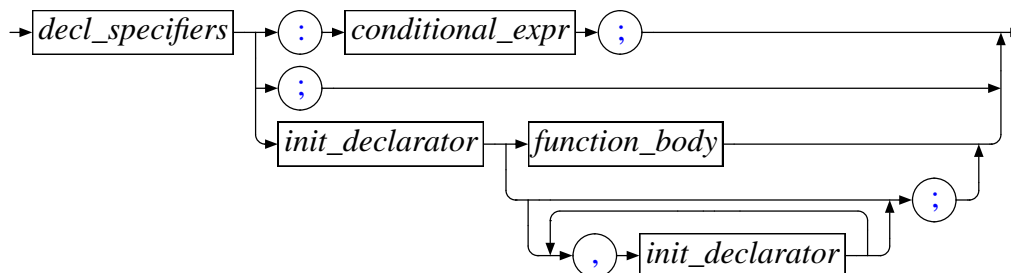 decl_specifiers : conditional_expr ;
;
init_declarator function_body
;
, init_declarator